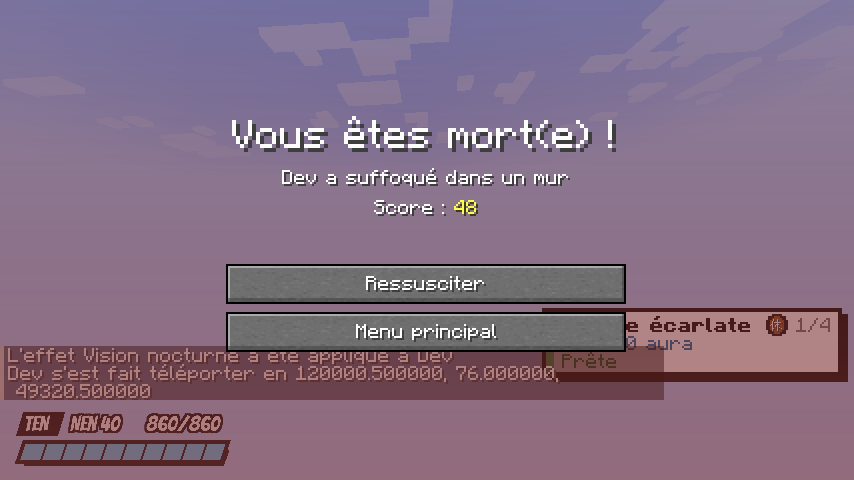 Vous êtes mort(e) !
Dev a suffoqué dans un mur
Score : 48
Ressusciter
Menu principal
e écarlate 休 1/4
0 aura
Prête
L'effet Vision nocturne a été appliqué à Dev
Dev s'est fait téléporter en 120000.500000, 76.000000,
49320.500000
TEN NEN 40 860/860